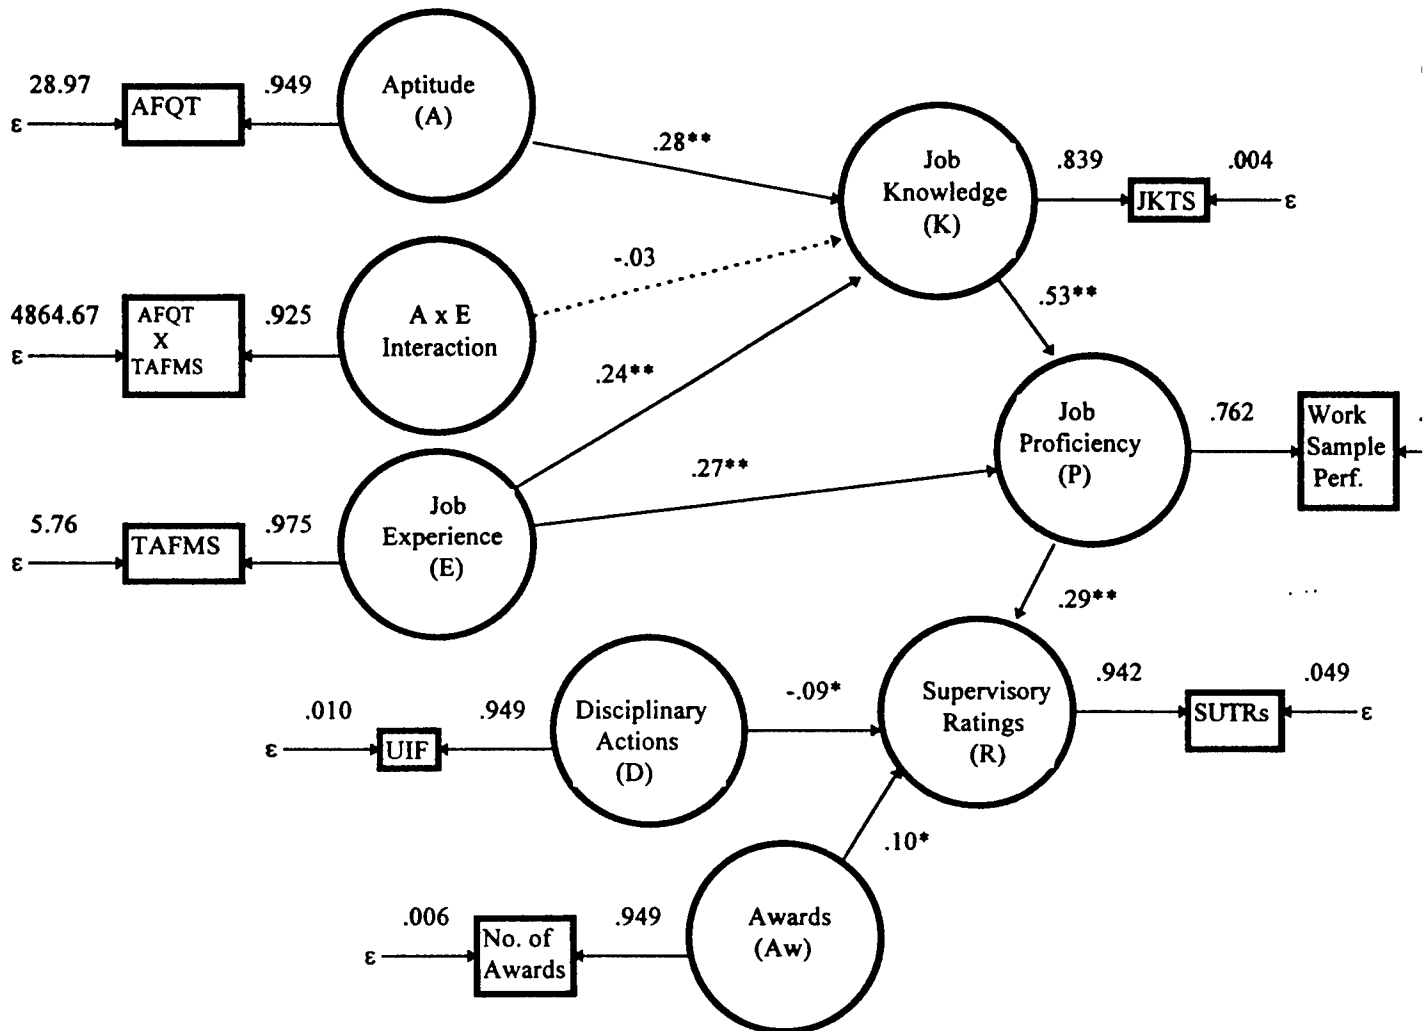 28.97
ε
AFQT
.949
Aptitude
(A)
.28**
Job
Knowledge
(K)
.839
JKTS
.004
ε
4864.67
ε
AFQT
X
TAFMS
.925
A x E
Interaction
-.03
.24**
.53**
5.76
ε
TAFMS
.975
Job
Experience
(E)
.27**
Job
Proficiency
(P)
.762
Work
Sample
Perf.
.29**
.010
ε
UIF
.949
Disciplinary
Actions
(D)
-.09*
Supervisory
Ratings
(R)
.942
SUTRs
.049
ε
.10*
.006
ε
No. of
Awards
.949
Awards
(Aw)